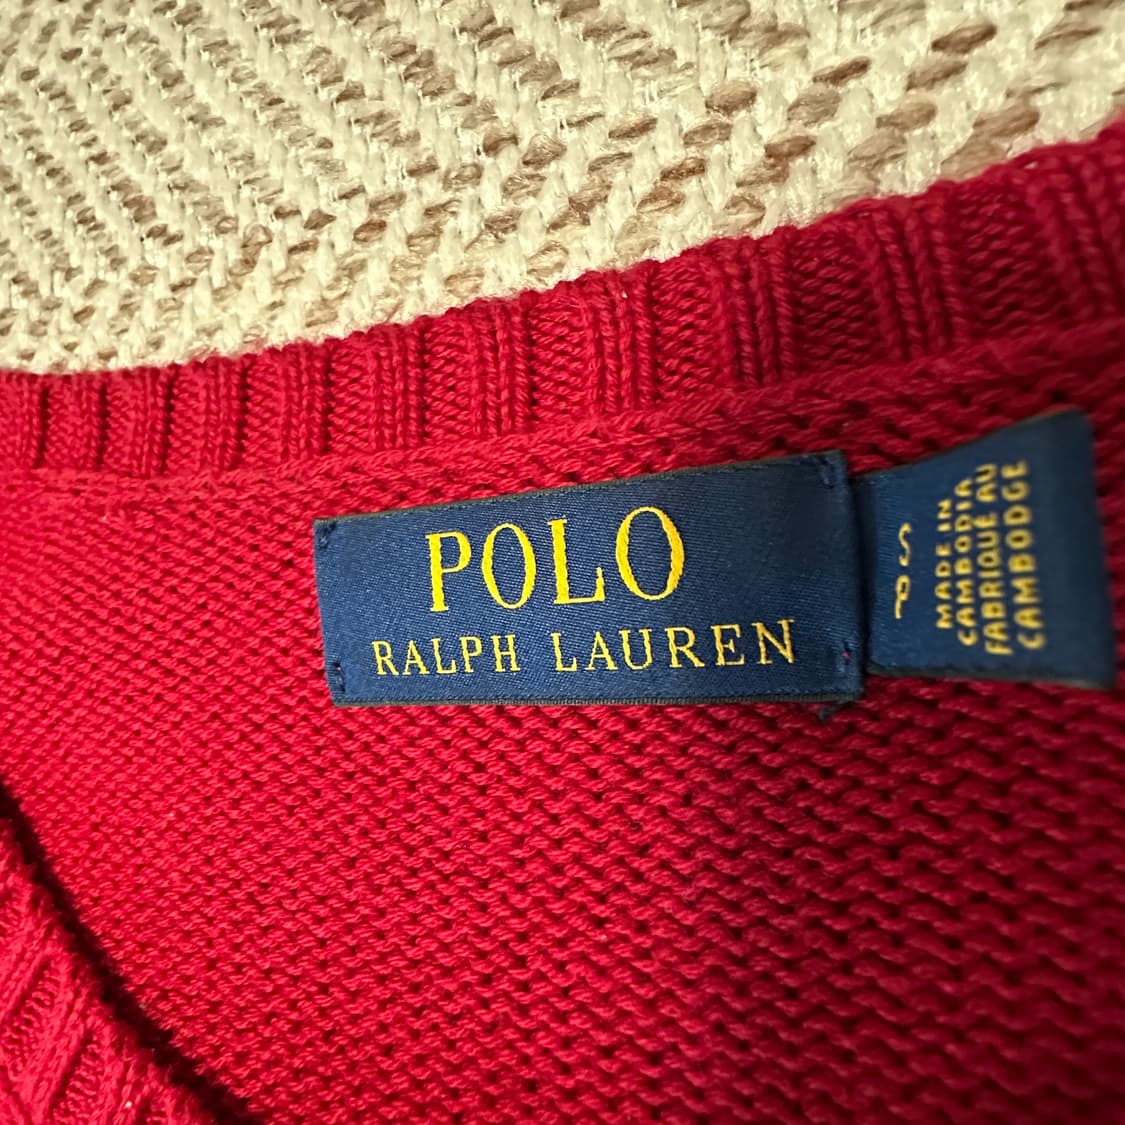 POLO
RALPH LAUREN
S P
MADE IN
CAMBODIA
FABRIQUÉ AU
CAMBODGE